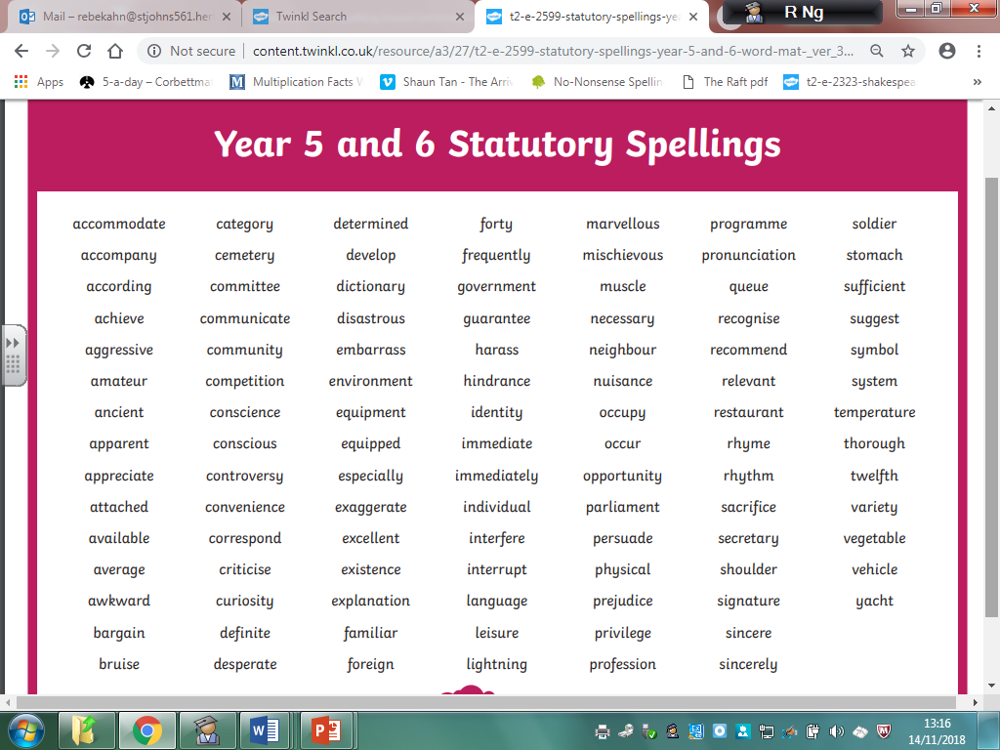 Mail – rebekahn@stjohns561.her
Twinkl Search
t2-e-2599-statutory-spellings-yea
R Ng
Not secure content.twinkl.co.uk/resource/a3/27/t2-e-2599-statutory-spellings-year-5-and-6-word-mat-_ver_3...
Apps 5-a-day – Corbettma Multiplication Facts W Shaun Tan - The Arriv No-Nonsense Spellin The Raft pdf t2-e-2323-shakespea »
Year 5 and 6 Statutory Spellings
accommodate category determined forty marvellous programme soldier
accompany cemetery develop frequently mischievous pronunciation stomach
according committee dictionary government muscle queue sufficient
achieve communicate disastrous guarantee necessary recognise suggest
aggressive community embarrass harass neighbour recommend symbol
amateur competition environment hindrance nuisance relevant system
ancient conscience equipment identity occupy restaurant temperature
apparent conscious equipped immediate occur rhyme thorough
appreciate controversy especially immediately opportunity rhythm twelfth
attached convenience exaggerate individual parliament sacrifice variety
available correspond excellent interfere persuade secretary vegetable
average criticise existence interrupt physical shoulder vehicle
awkward curiosity explanation language prejudice signature yacht
bargain definite familiar leisure privilege sincere
bruise desperate foreign lightning profession sincerely
13:16
14/11/2018